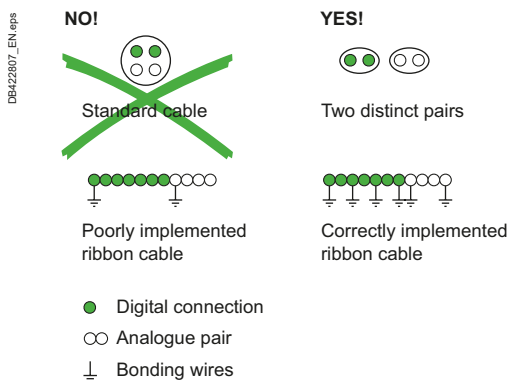 DB422807_EN.eps
NO!
YES!
Standard cable
Two distinct pairs
Poorly implemented
ribbon cable
Correctly implemented
ribbon cable
Digital connection
Analogue pair
Bonding wires